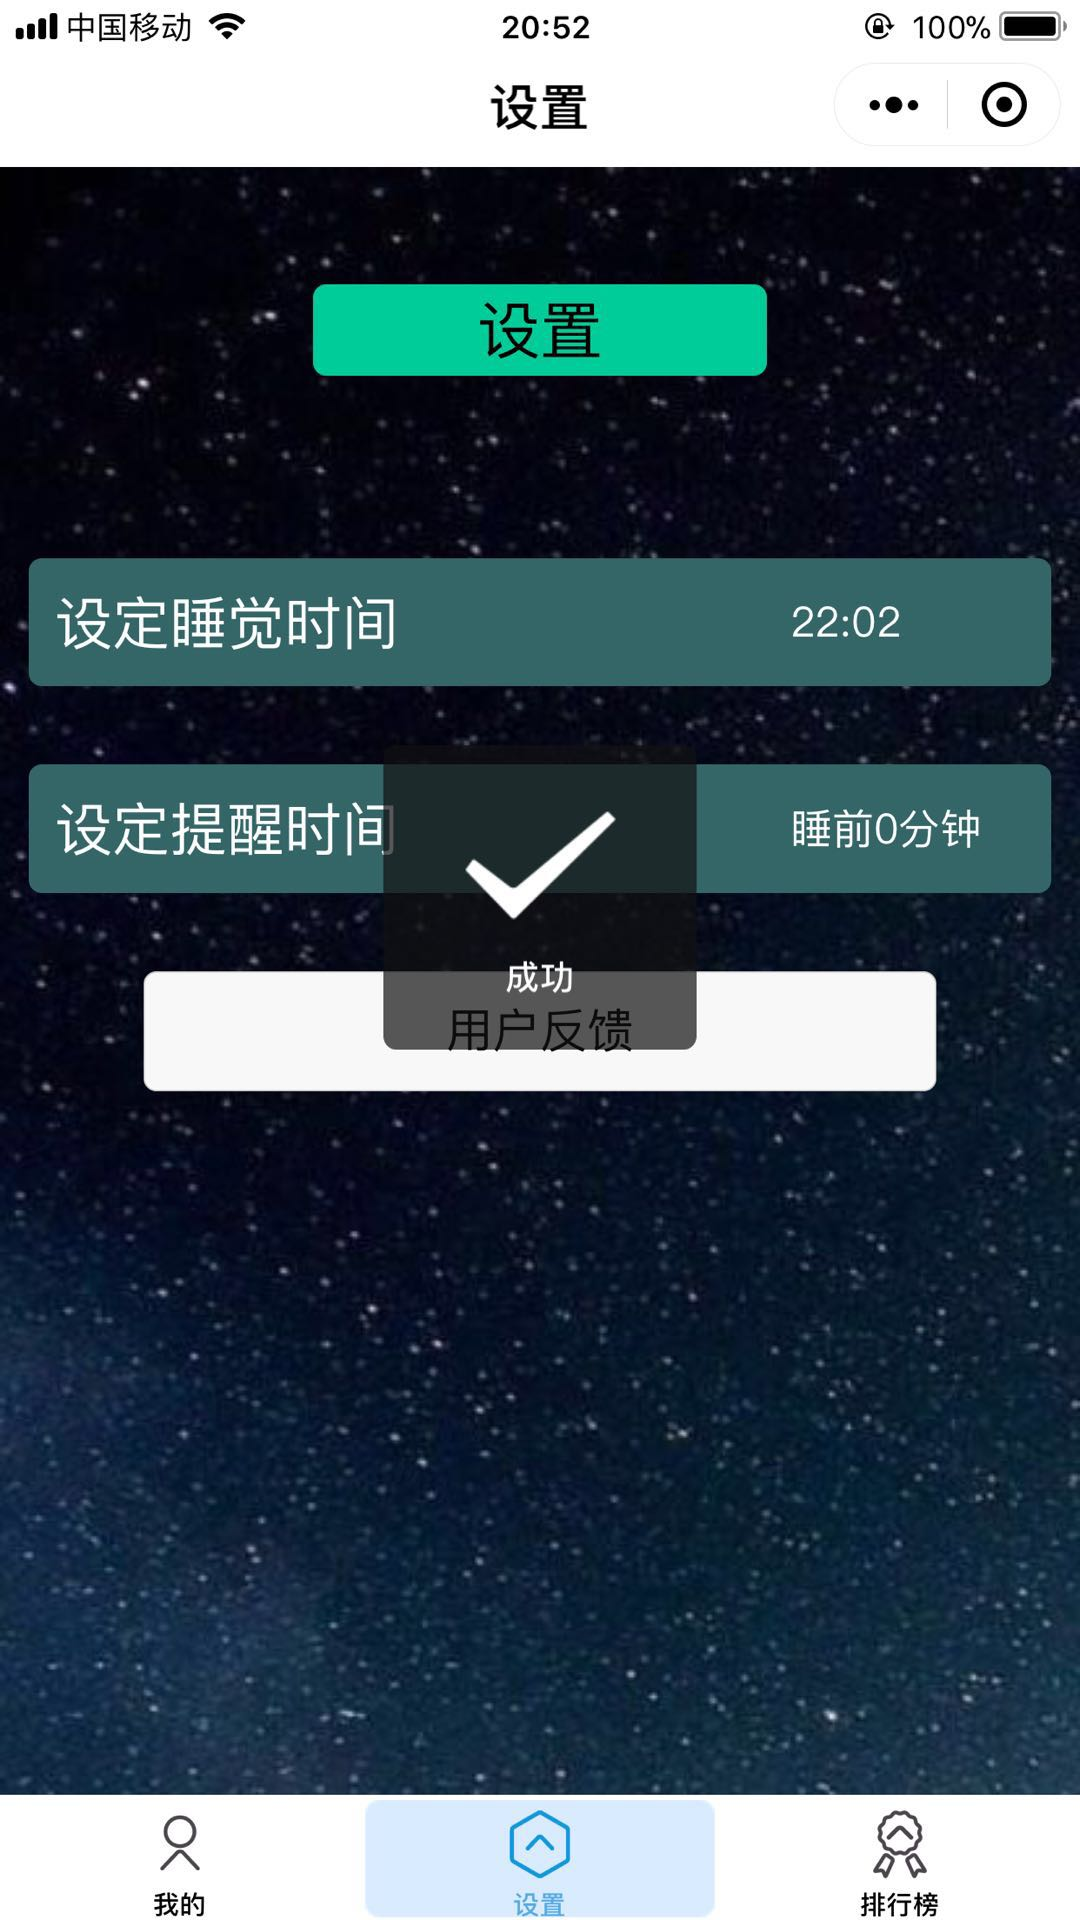 中国移动 20:52 100%
设置
设置
设定睡觉时间 22:02
设定提醒时间 睡前0分钟
成功
用户反馈
我的 设置 排行榜